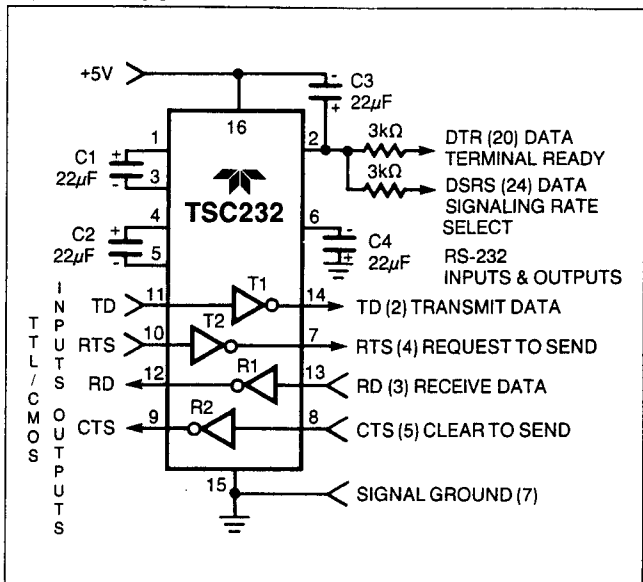 +5V
- C3
+ 22µF
16
1
2
3kΩ
DTR (20) DATA
TERMINAL READY
C1 +
22µF -
3
3kΩ
DSRS (24) DATA
SIGNALING RATE
SELECT
TSC232
4
6
C2 +
22µF -
5
- C4
+ 22µF
RS-232
INPUTS & OUTPUTS
TTL/CMOS
INPUTS OUTPUTS
TD 11 T1 14 TD (2) TRANSMIT DATA
RTS 10 T2 7 RTS (4) REQUEST TO SEND
RD 12 R1 13 RD (3) RECEIVE DATA
CTS 9 R2 8 CTS (5) CLEAR TO SEND
15
SIGNAL GROUND (7)